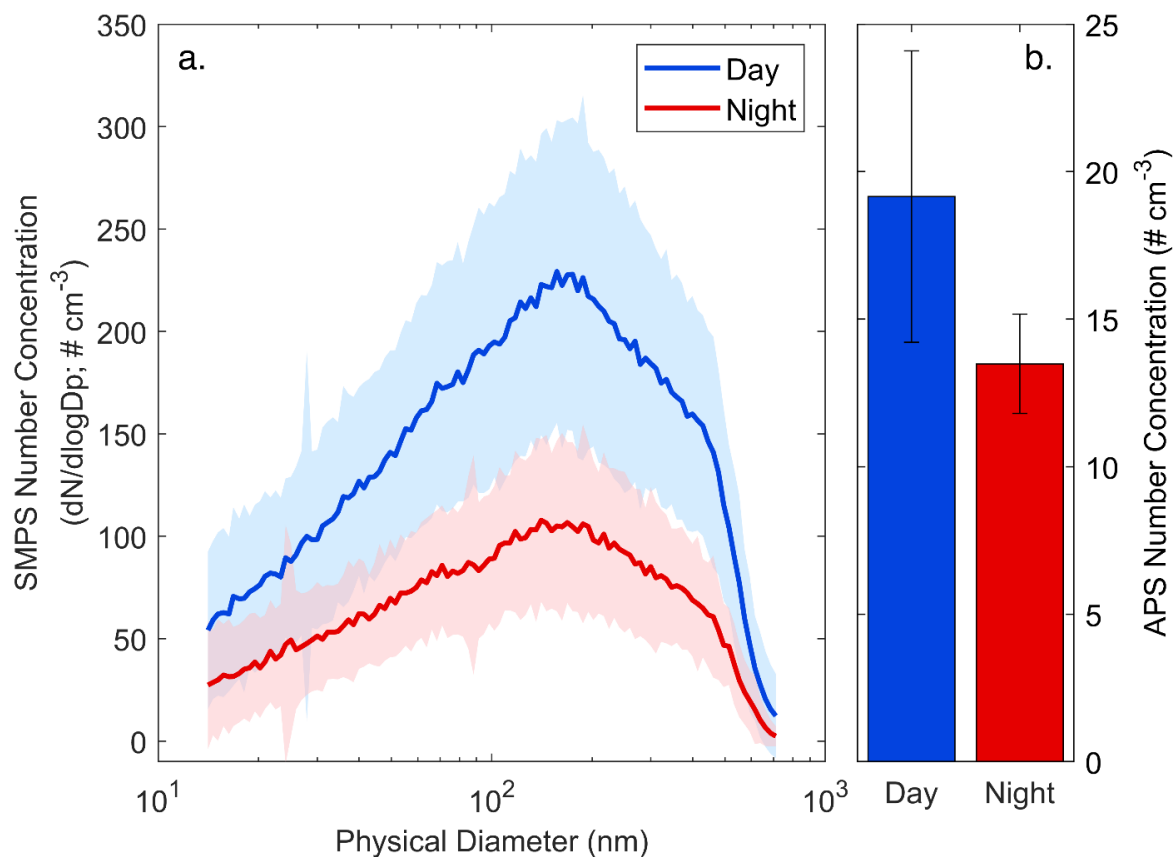 a.
Day
Night
SMPS Number Concentration
(dN/dlogDp; # cm⁻³)
350
300
250
200
150
100
50
0
10¹
10²
10³
Physical Diameter (nm)
b.
25
20
15
10
5
0
APS Number Concentration (# cm⁻³)
Day
Night